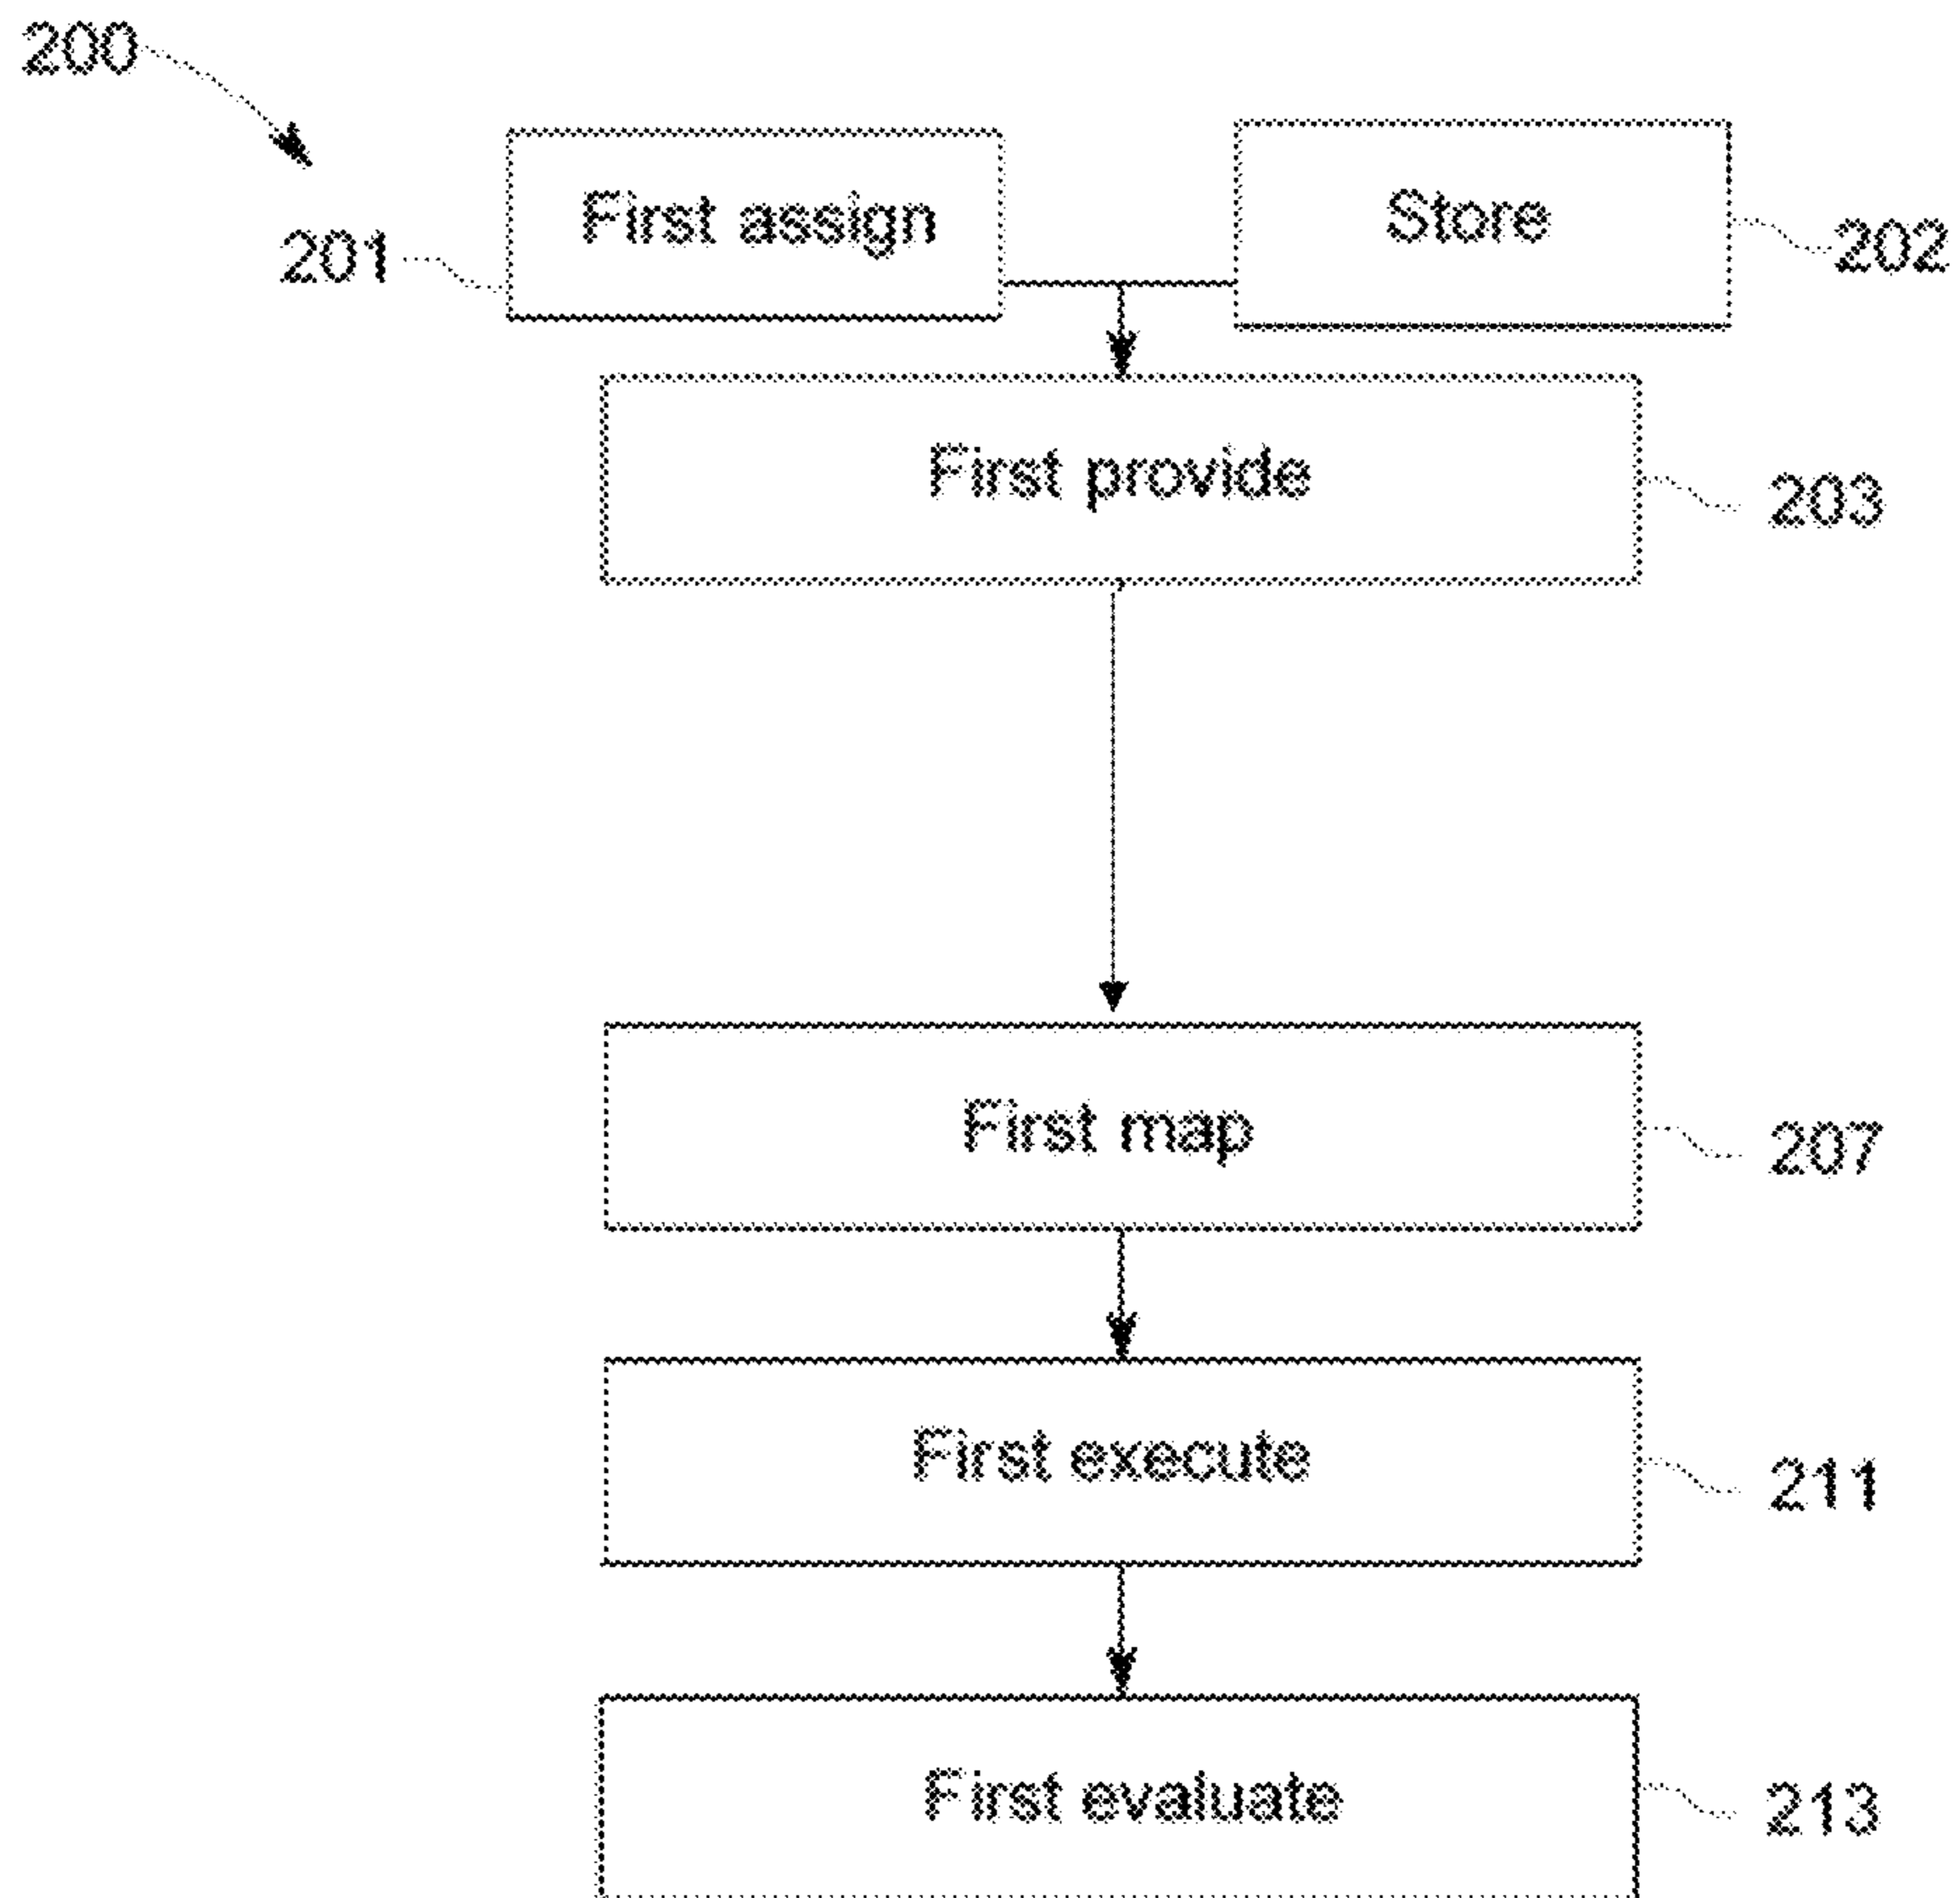 200
First assign
Store
201
202
First provide
203
First map
207
First execute
211
First evaluate
213